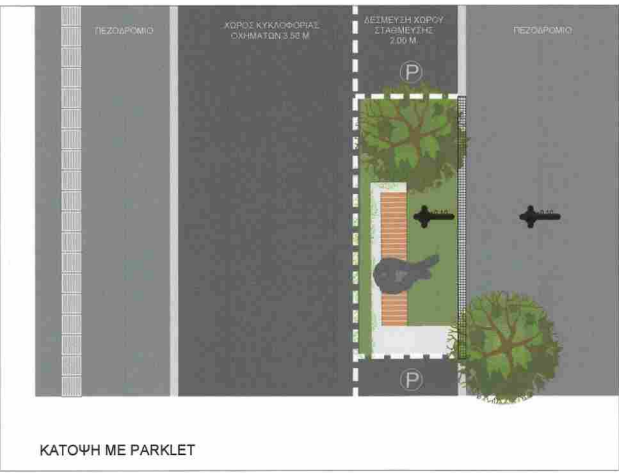 ΠΕΖΟΔΡΟΜΙΟ
ΧΩΡΟΣ ΚΥΚΛΟΦΟΡΙΑΣ
ΟΧΗΜΑΤΩΝ 3.50 Μ
ΔΕΣΜΕΥΣΗ ΧΩΡΟΥ
ΣΤΑΘΜΕΥΣΗΣ
2.00 Μ.
ΠΕΖΟΔΡΟΜΙΟ
P
P
ΚΑΤΟΨΗ ΜΕ PARKLET